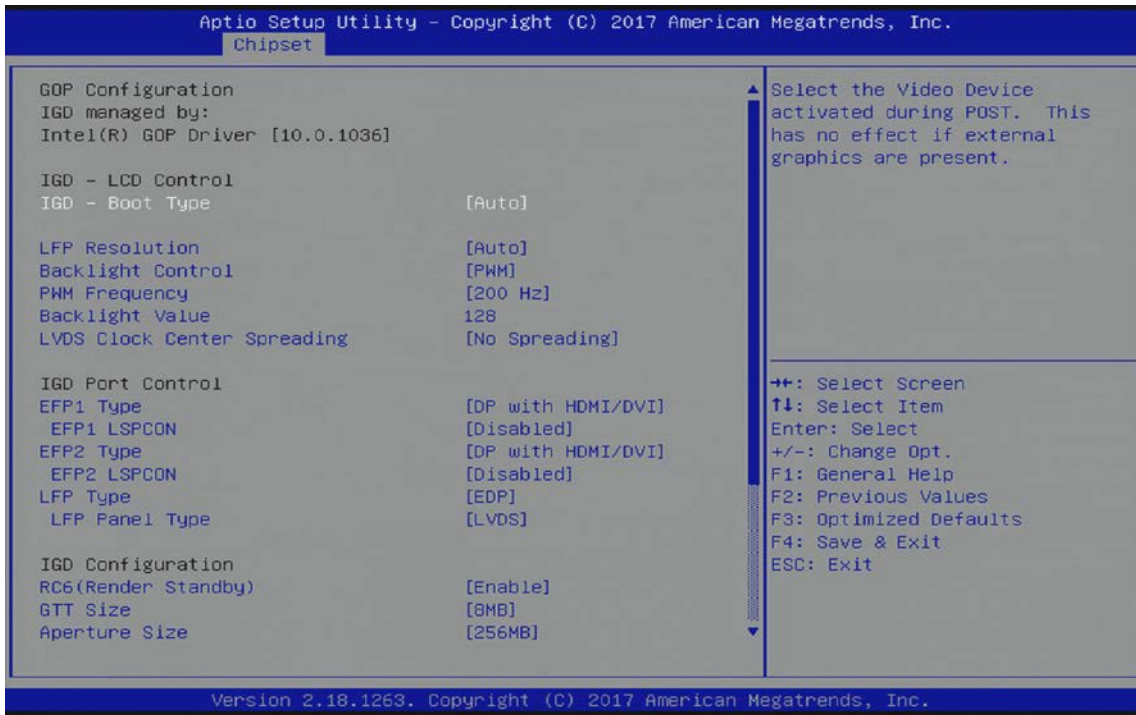 Aptio Setup Utility – Copyright (C) 2017 American Megatrends, Inc.
Chipset
GOP Configuration
IGD managed by:
Intel(R) GOP Driver [10.0.1036]
IGD – LCD Control
IGD – Boot Type [Auto]
LFP Resolution [Auto]
Backlight Control [PWM]
PWM Frequency [200 Hz]
Backlight Value 128
LVDS Clock Center Spreading [No Spreading]
IGD Port Control
EFP1 Type [DP with HDMI/DVI]
EFP1 LSPCON [Disabled]
EFP2 Type [DP with HDMI/DVI]
EFP2 LSPCON [Disabled]
LFP Type [EDP]
LFP Panel Type [LVDS]
IGD Configuration
RC6(Render Standby) [Enable]
GTT Size [8MB]
Aperture Size [256MB]
Select the Video Device
activated during POST. This
has no effect if external
graphics are present.
→←: Select Screen
↑↓: Select Item
Enter: Select
+/-: Change Opt.
F1: General Help
F2: Previous Values
F3: Optimized Defaults
F4: Save & Exit
ESC: Exit
Version 2.18.1263. Copyright (C) 2017 American Megatrends, Inc.